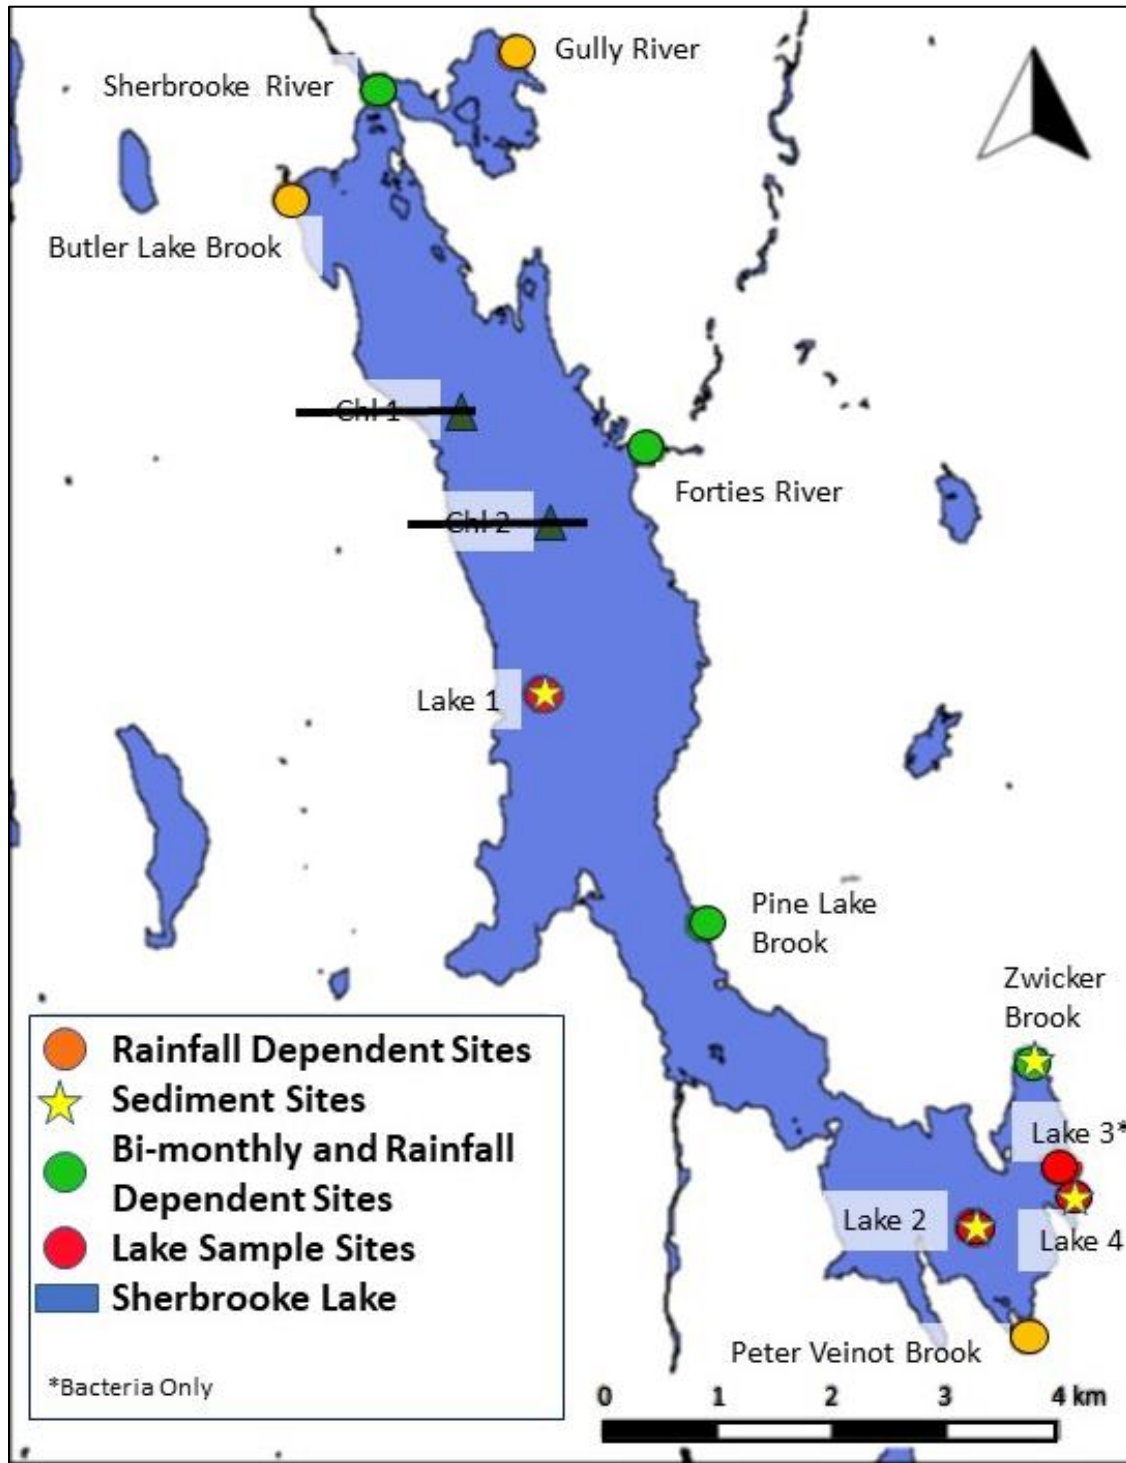 Gully River
Sherbrooke River
Butler Lake Brook
Chl 1
Forties River
Chl 2
Lake 1
Pine Lake
Brook
Zwicker
Brook
Lake 3*
Lake 2
Lake 4
Peter Veinot Brook
Rainfall Dependent Sites
Sediment Sites
Bi-monthly and Rainfall
Dependent Sites
Lake Sample Sites
Sherbrooke Lake
*Bacteria Only
0 1 2 3 4 km